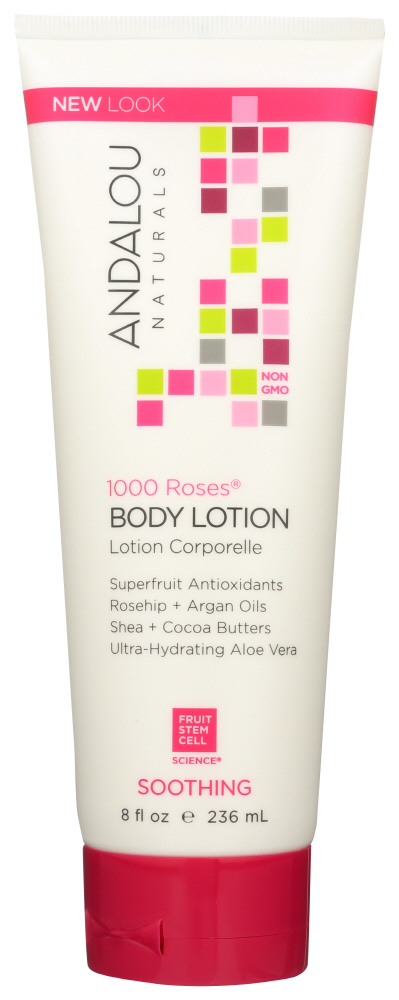 NEW LOOK
ANDALOU
NATURALS
NON
GMO
1000 Roses®
BODY LOTION
Lotion Corporelle
Superfruit Antioxidants
Rosehip + Argan Oils
Shea + Cocoa Butters
Ultra-Hydrating Aloe Vera
FRUIT
STEM
CELL
SCIENCE®
SOOTHING
8 fl oz ℮ 236 mL